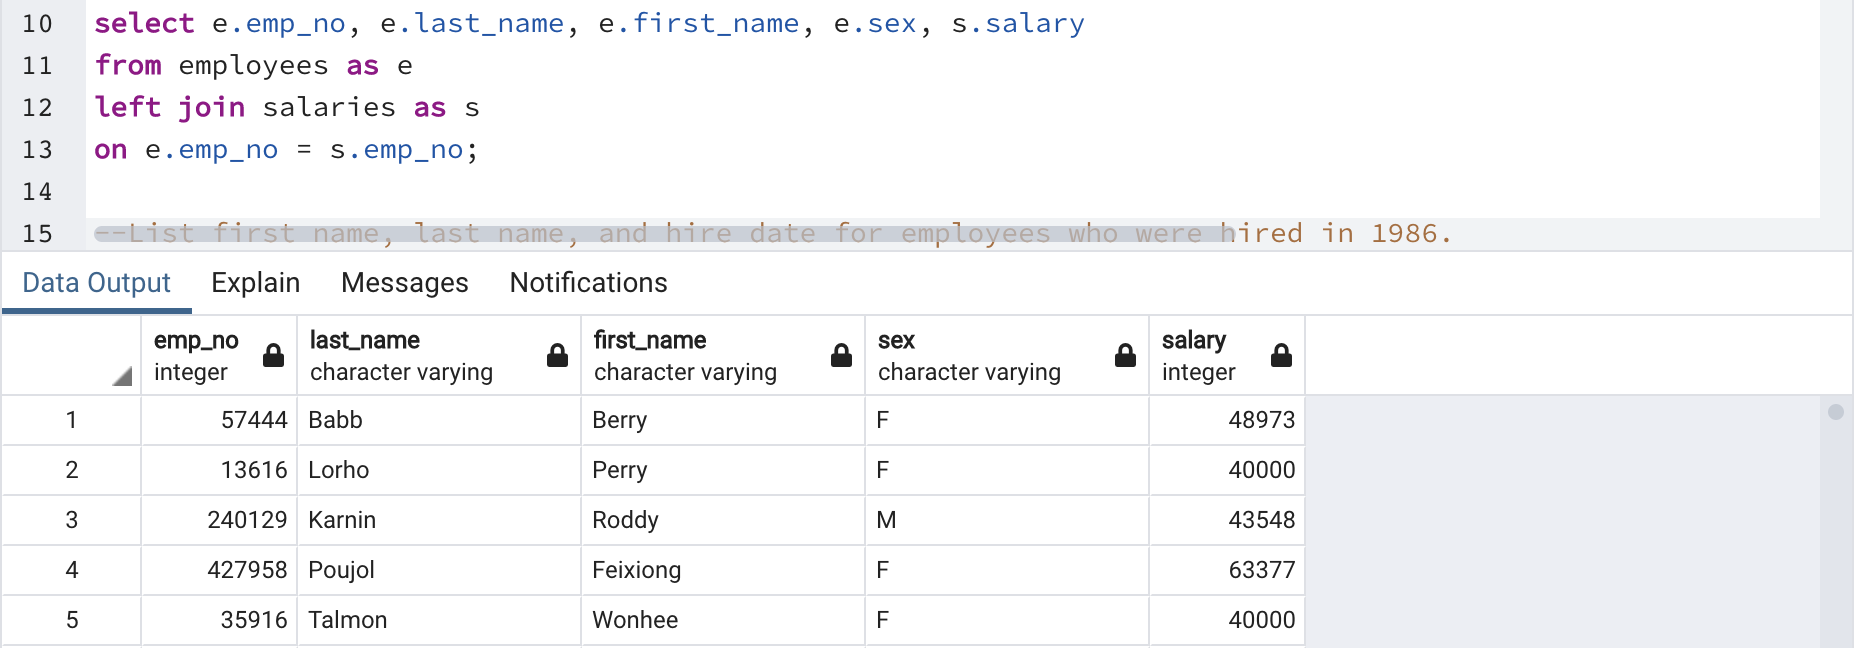 10 select e.emp_no, e.last_name, e.first_name, e.sex, s.salary
11 from employees as e
12 left join salaries as s
13 on e.emp_no = s.emp_no;
14
15 --List first name, last name, and hire date for employees who were hired in 1986.
Data Output Explain Messages Notifications
emp_no last_name first_name sex salary
integer character varying character varying character varying integer
1 57444 Babb Berry F 48973
2 13616 Lorho Perry F 40000
3 240129 Karnin Roddy M 43548
4 427958 Poujol Feixiong F 63377
5 35916 Talmon Wonhee F 40000